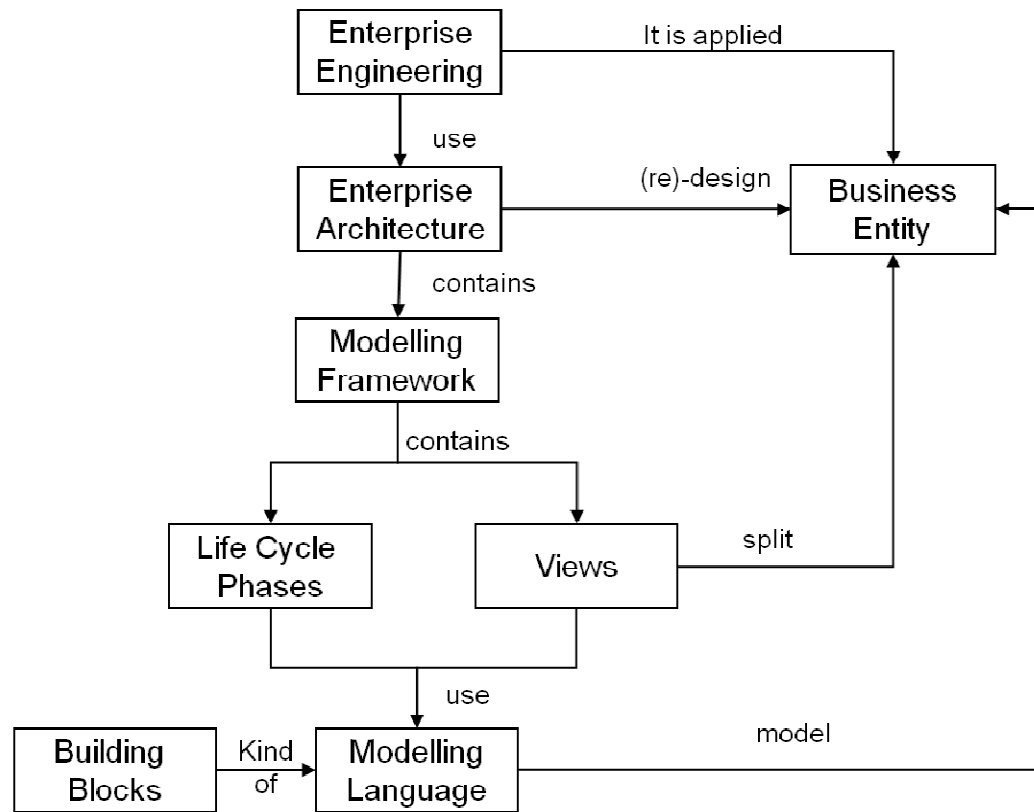 Enterprise
Engineering
It is applied
use
Enterprise
Architecture
(re)-design
Business
Entity
contains
Modelling
Framework
contains
Life Cycle
Phases
Views
split
use
Building
Blocks
Kind
of
Modelling
Language
model